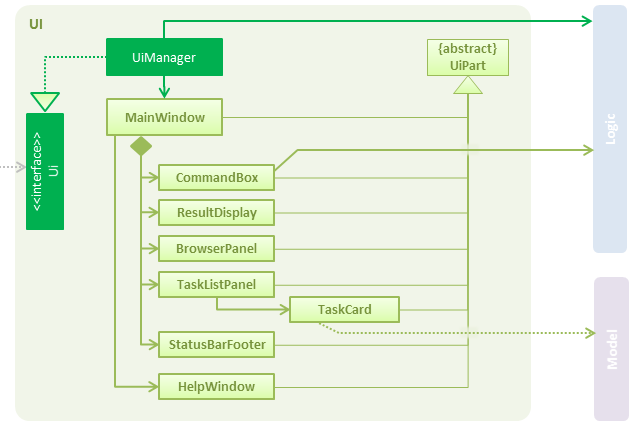 UI
UiManager
{abstract}
UiPart
MainWindow
<<interface>>
Ui
CommandBox
ResultDisplay
BrowserPanel
TaskListPanel
TaskCard
StatusBarFooter
HelpWindow
Logic
Model